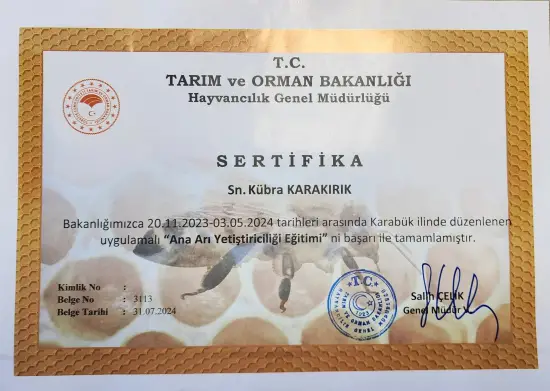 T.C.
TARIM ve ORMAN BAKANLIĞI
Hayvancılık Genel Müdürlüğü
SERTİFİKA
Sn. Kübra KARAKIRIK
Bakanlığımızca 20.11.2023-03.05.2024 tarihleri arasında Karabük ilinde düzenlenen
uygulamalı "Ana Arı Yetiştiriciliği Eğitimi" ni başarı ile tamamlamıştır.
Kimlik No :
Belge No : 3113
Belge Tarihi : 31.07.2024
Salih ÇELİK
Genel Müdür V.
T.C.